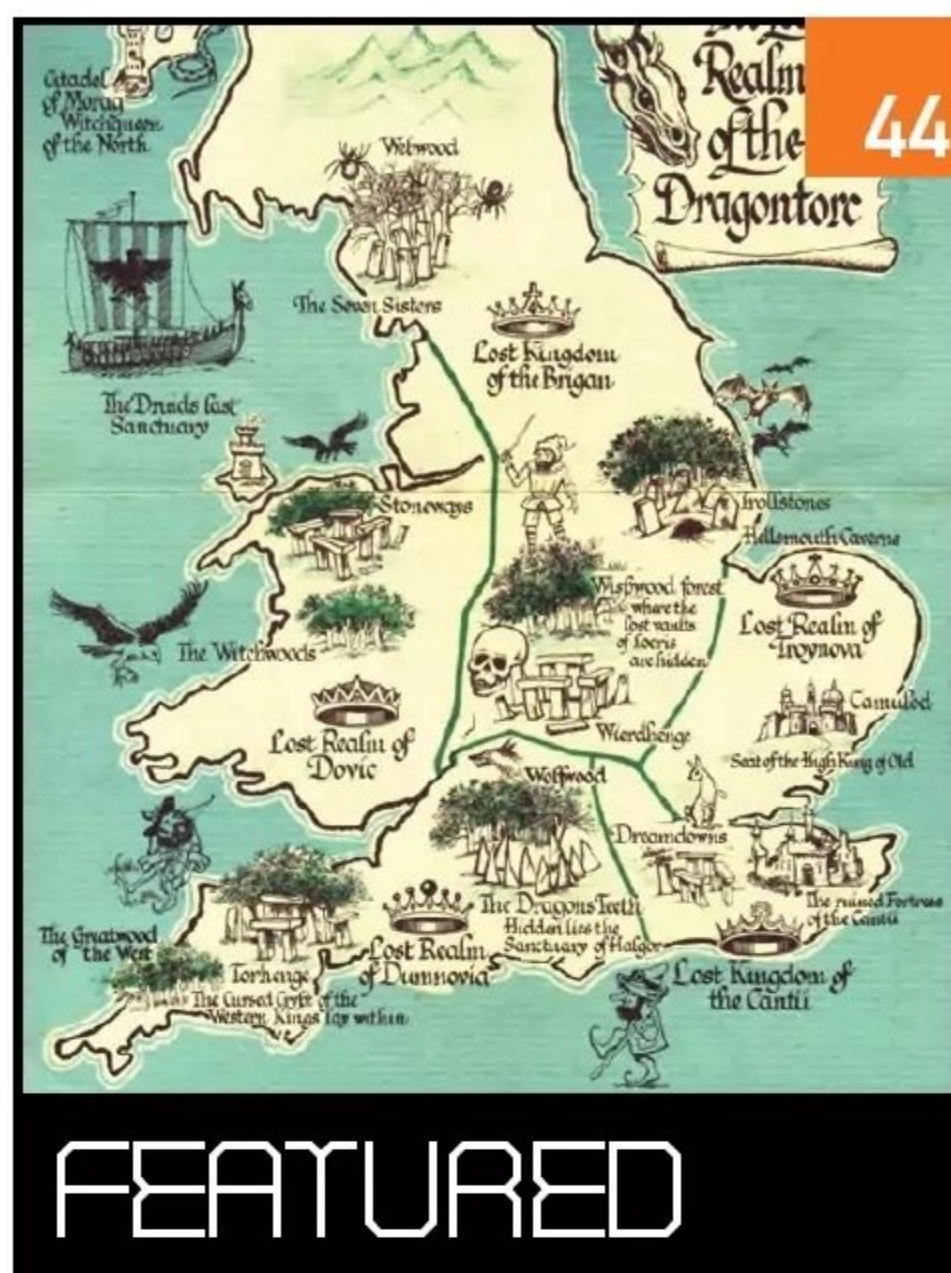 Realm
of the
Dragontorc
44
Citadel
of Morag
Witchqueen
of the North
Webwood
The Seven Sisters
Lost Kingdom
of the Brigan
The Druids last
Sanctuary
Stoneways
Trollstones
Hellsmouth Caverns
Wispwood forest
where the
lost vaults
of Locris
are hidden
Lost Realm of
Troynova
The Witchwoods
Camulod
Seat of the High King of Old
Wierdhenge
Lost Realm of
Dovic
Wolfwood
Dreamdowns
The Dragons Teeth
Hidden lies the
Sanctuary of Halgor
The ruined Fortress
of the Cantii
The Greatwood
of the West
Torhenge
The Cursed Crypt of the
Western Kings lay within
Lost Realm
of Dumnovia
Lost Kingdom of
the Cantii
FEATURED